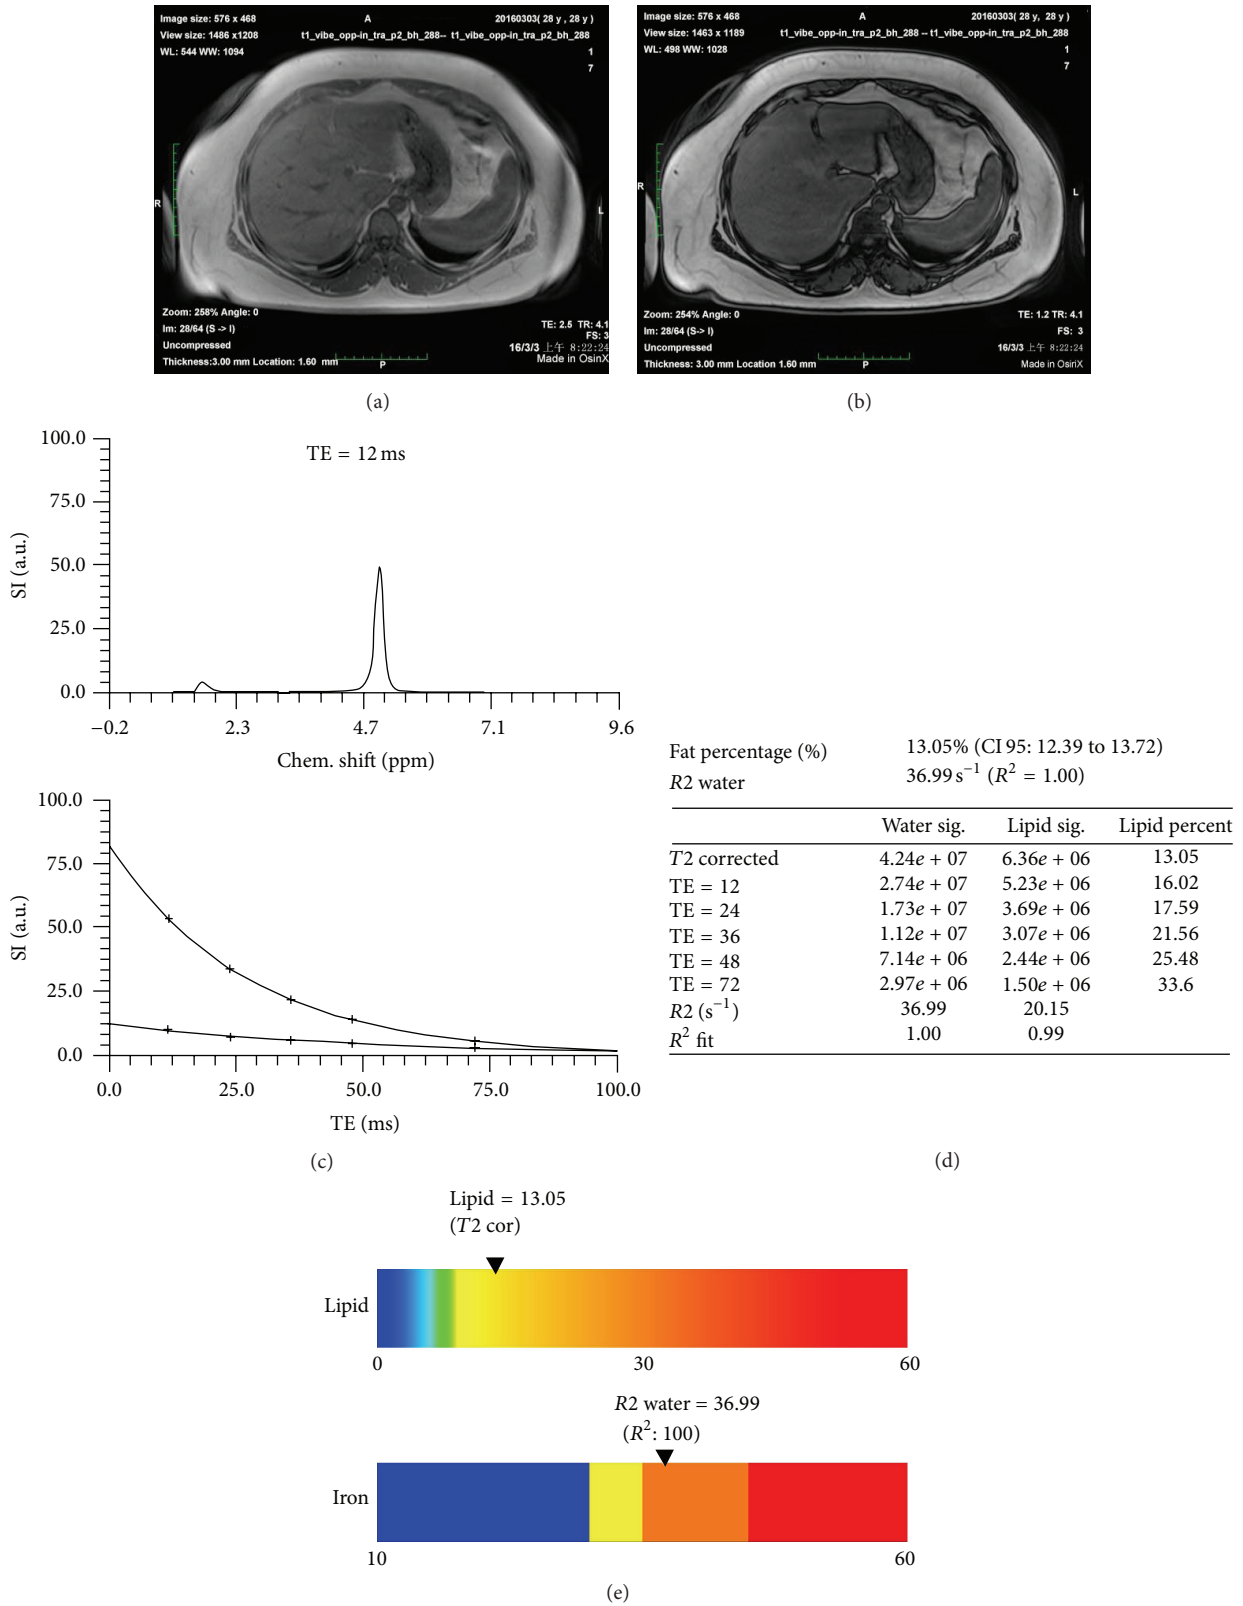 Image size: 576 x 468
A
20160303( 28 y , 28 y )
View size: 1486 x1208
t1_vibe_opp-in_tra_p2_bh_288-- t1_vibe_opp-in_tra_p2_bh_288
WL: 544 WW: 1094
1
7
R
L
Zoom: 258% Angle: 0
Im: 28/64 (S -> I)
Uncompressed
Thickness:3.00 mm Location: 1.60 mm
P
TE: 2.5 TR: 4.1
FS: 3
16/3/3 上午 8:22:24
Made in OsiriX
(a)
Image size: 576 x 468
A
20160303 ( 28 y, 28 y )
View size: 1463 x 1189
t1_vibe_opp-in_tra_p2_bh_288 -- t1_vibe_opp-in_tra_p2_bh_288
WL: 498 WW: 1028
1
7
R
L
Zoom: 254% Angle: 0
Im: 28/64 (S-> I)
Uncompressed
Thickness: 3.00 mm Location 1.60 mm
P
TE: 1.2 TR: 4.1
FS: 3
16/3/3 上午 8:22:24
Made in OsiriX
(b)
100.0
75.0
50.0
25.0
0.0
SI (a.u.)
TE = 12 ms
−0.2 2.3 4.7 7.1 9.6
Chem. shift (ppm)
100.0
75.0
50.0
25.0
0.0
SI (a.u.)
0.0 25.0 50.0 75.0 100.0
TE (ms)
(c)
Fat percentage (%) 13.05% (CI 95: 12.39 to 13.72)
R2 water 36.99 s⁻¹ (R² = 1.00)
Water sig. Lipid sig. Lipid percent
T2 corrected 4.24e + 07 6.36e + 06 13.05
TE = 12 2.74e + 07 5.23e + 06 16.02
TE = 24 1.73e + 07 3.69e + 06 17.59
TE = 36 1.12e + 07 3.07e + 06 21.56
TE = 48 7.14e + 06 2.44e + 06 25.48
TE = 72 2.97e + 06 1.50e + 06 33.6
R2 (s⁻¹) 36.99 20.15
R² fit 1.00 0.99
(d)
Lipid = 13.05
(T2 cor)
Lipid
0 30 60
R2 water = 36.99
(R²: 100)
Iron
10 60
(e)